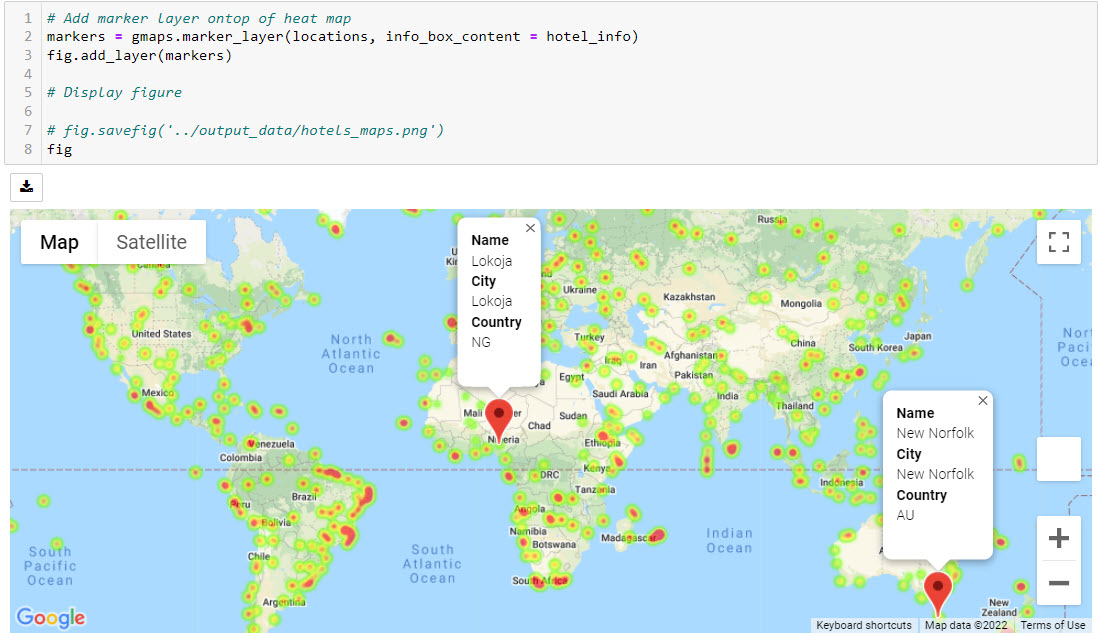 1 # Add marker layer ontop of heat map
2 markers = gmaps.marker_layer(locations, info_box_content = hotel_info)
3 fig.add_layer(markers)
4
5 # Display figure
6
7 # fig.savefig('../output_data/hotels_maps.png')
8 fig
Map Satellite
Name
Lokoja
City
Lokoja
Country
NG
Russia
Canada
Ukraine
Kazakhstan
Mongolia
United States
North
Atlantic
Ocean
Turkey
China
Japan
South Korea
Iraq
Iran
Afghanistan
Pakistan
Mexico
Egypt
Saudi Arabia
India
Thailand
Mali
Chad
Sudan
Nigeria
Ethiopia
Venezuela
Colombia
DRC
Kenya
Tanzania
Indonesia
Brazil
Peru
Bolivia
Angola
Namibia
Botswana
Madagascar
Indian
Ocean
South
Pacific
Ocean
Chile
South
Atlantic
Ocean
South Africa
Argentina
Name
New Norfolk
City
New Norfolk
Country
AU
New
Zealand
Google
Keyboard shortcuts Map data ©2022 Terms of Use